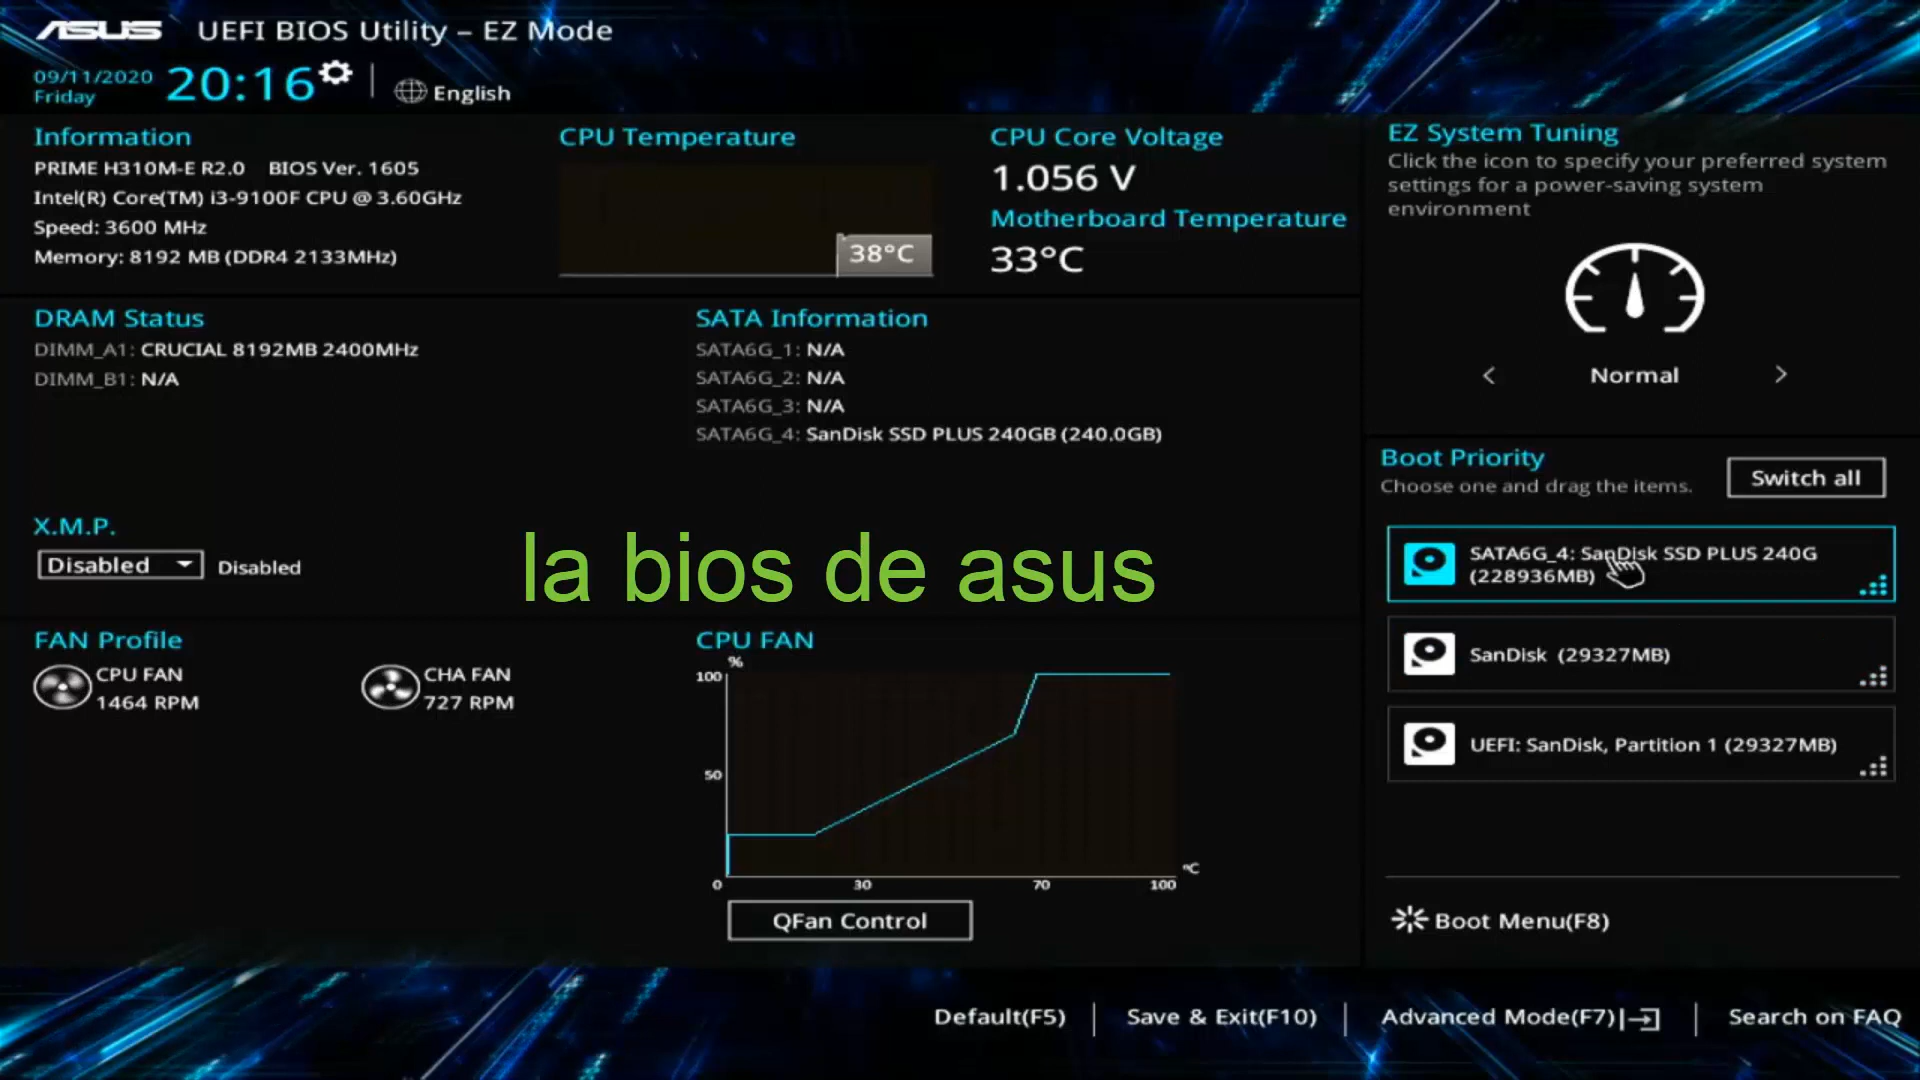 ASUS UEFI BIOS Utility – EZ Mode
09/11/2020
Friday
20:16
English
Information
PRIME H310M-E R2.0 BIOS Ver. 1605
Intel(R) Core(TM) i3-9100F CPU @ 3.60GHz
Speed: 3600 MHz
Memory: 8192 MB (DDR4 2133MHz)
CPU Temperature
38°C
CPU Core Voltage
1.056 V
Motherboard Temperature
33°C
EZ System Tuning
Click the icon to specify your preferred system
settings for a power-saving system
environment
< Normal >
DRAM Status
DIMM_A1: CRUCIAL 8192MB 2400MHz
DIMM_B1: N/A
SATA Information
SATA6G_1: N/A
SATA6G_2: N/A
SATA6G_3: N/A
SATA6G_4: SanDisk SSD PLUS 240GB (240.0GB)
X.M.P.
Disabled Disabled
la bios de asus
FAN Profile
CPU FAN
1464 RPM
CHA FAN
727 RPM
CPU FAN
%
100
50
0 30 70 100
°C
QFan Control
Boot Priority
Choose one and drag the items.
Switch all
SATA6G_4: SanDisk SSD PLUS 240G
(228936MB)
SanDisk (29327MB)
UEFI: SanDisk, Partition 1 (29327MB)
Boot Menu(F8)
Default(F5) | Save & Exit(F10) | Advanced Mode(F7) | Search on FAQ